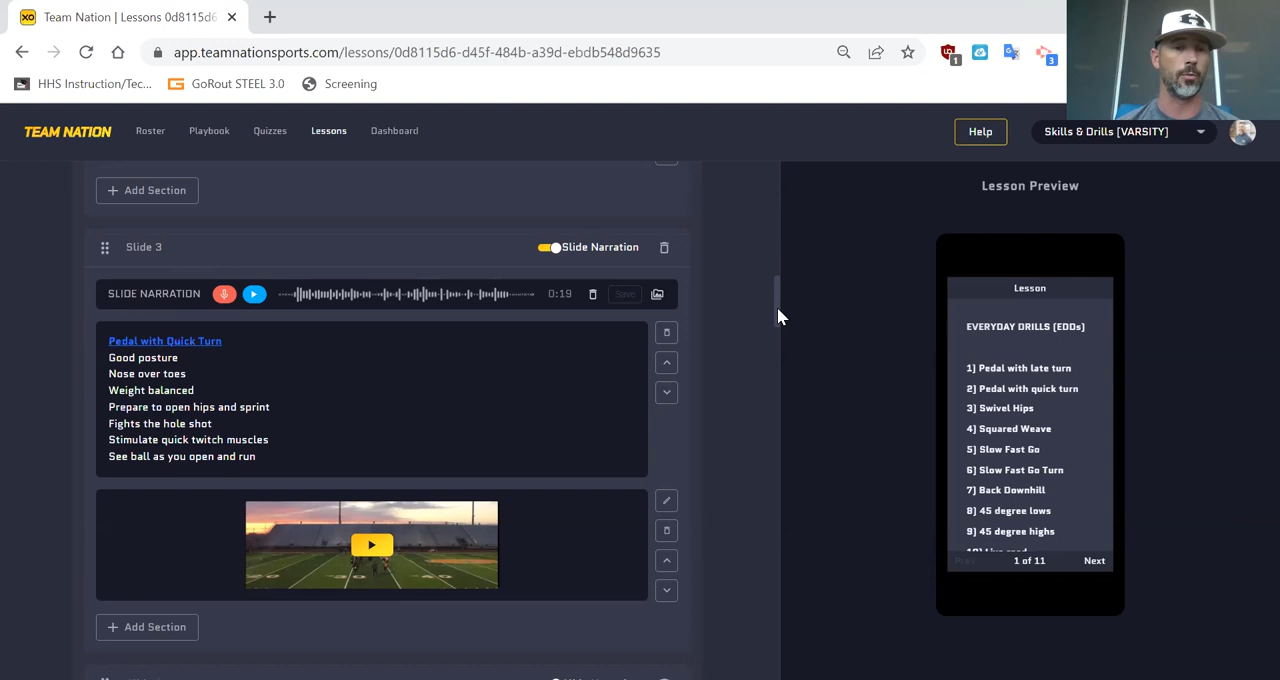 XO Team Nation | Lessons 0d8115d6
app.teamnationsports.com/lessons/0d8115d6-d45f-484b-a39d-ebdb548d9635
1
3
HHS Instruction/Tec...
GoRout STEEL 3.0
Screening
TEAM NATION
Roster
Playbook
Quizzes
Lessons
Dashboard
Help
Skills & Drills [VARSITY]
+ Add Section
Lesson Preview
Slide 3
Slide Narration
SLIDE NARRATION
0:19
Save
Pedal with Quick Turn
Good posture
Nose over toes
Weight balanced
Prepare to open hips and sprint
Fights the hole shot
Stimulate quick twitch muscles
See ball as you open and run
+ Add Section
Lesson
EVERYDAY DRILLS [EDDs]
1] Pedal with late turn
2] Pedal with quick turn
3] Swivel Hips
4] Squared Weave
5] Slow Fast Go
6] Slow Fast Go Turn
7] Back Downhill
8] 45 degree lows
9] 45 degree highs
Prev
1 of 11
Next